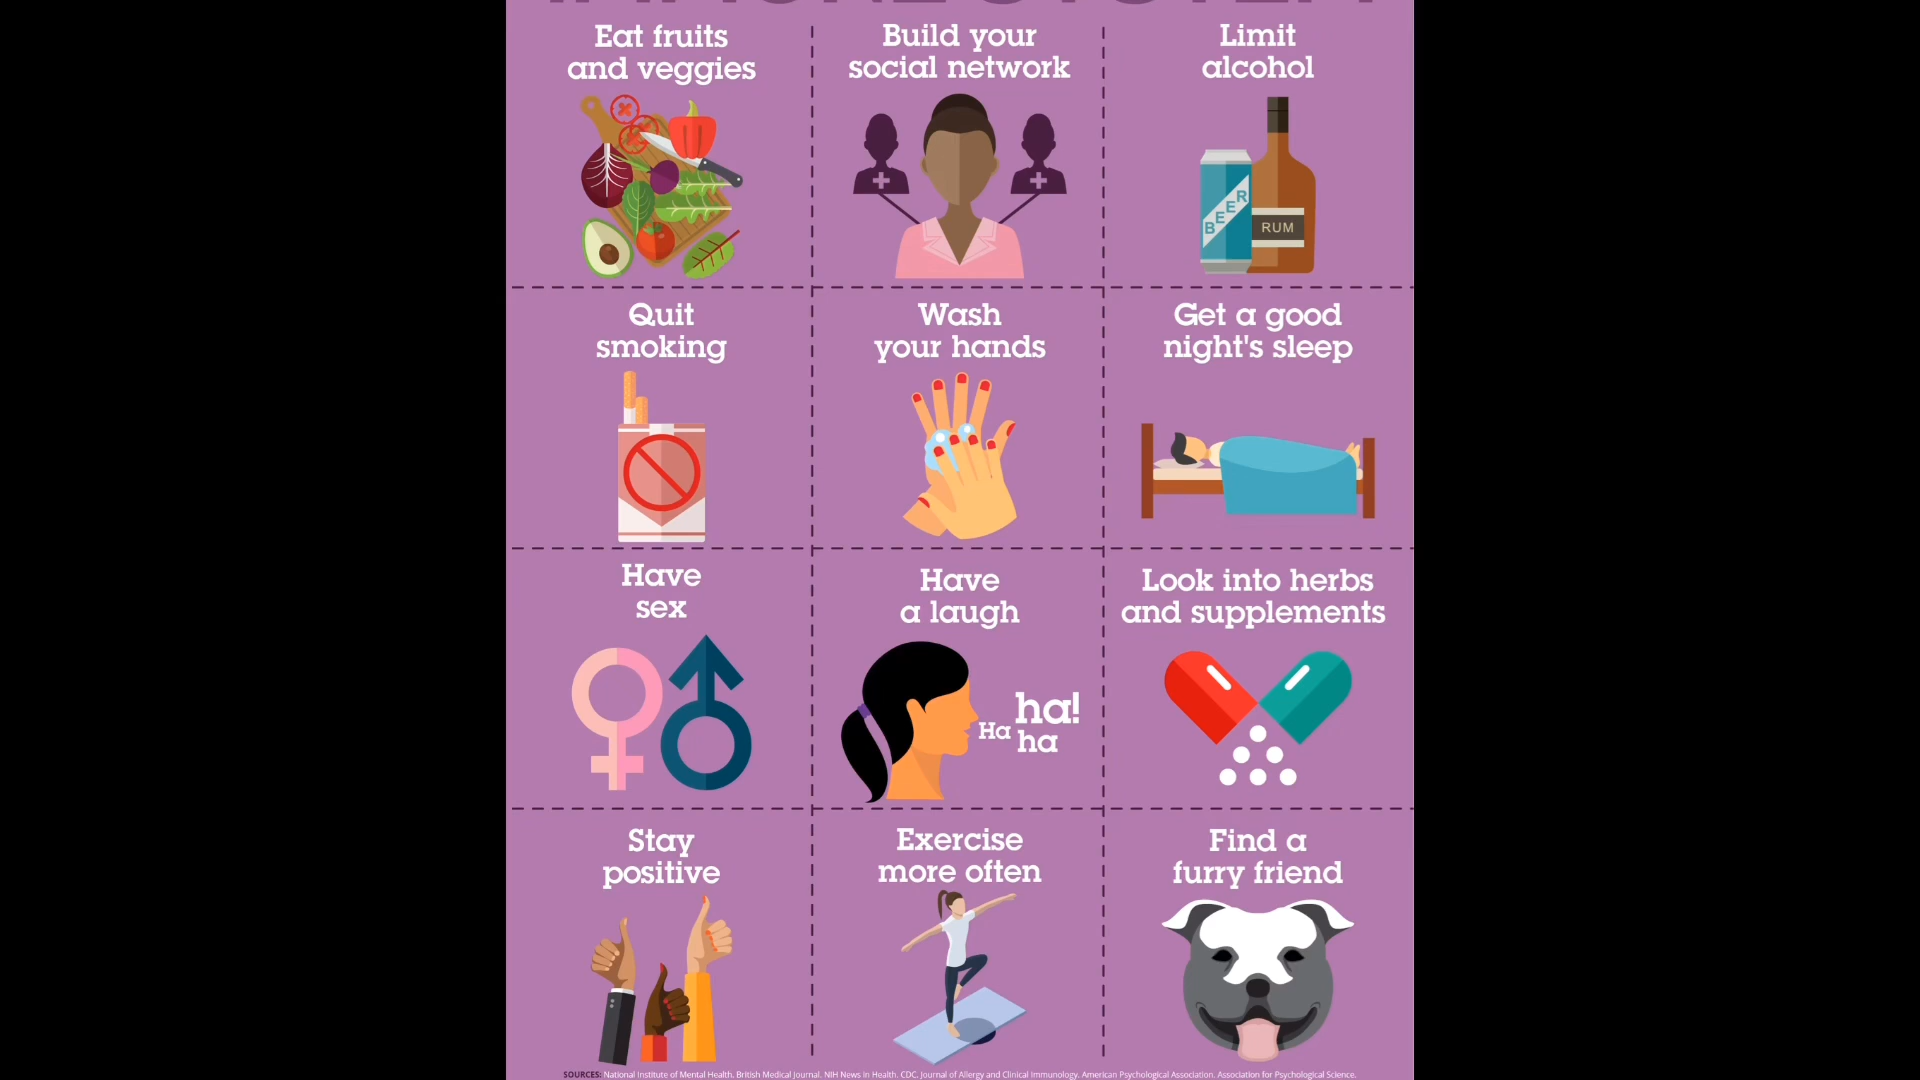 Eat fruits
and veggies
Build your
social network
Limit
alcohol
BEER
RUM
Quit
smoking
Wash
your hands
Get a good
night's sleep
Have
sex
Have
a laugh
Ha
ha!
ha
Look into herbs
and supplements
Stay
positive
Exercise
more often
Find a
furry friend
SOURCES: National Institute of Mental Health. British Medical Journal. NIH News in Health. CDC. Journal of Allergy and Clinical Immunology. American Psychological Association. Association for Psychological Science.